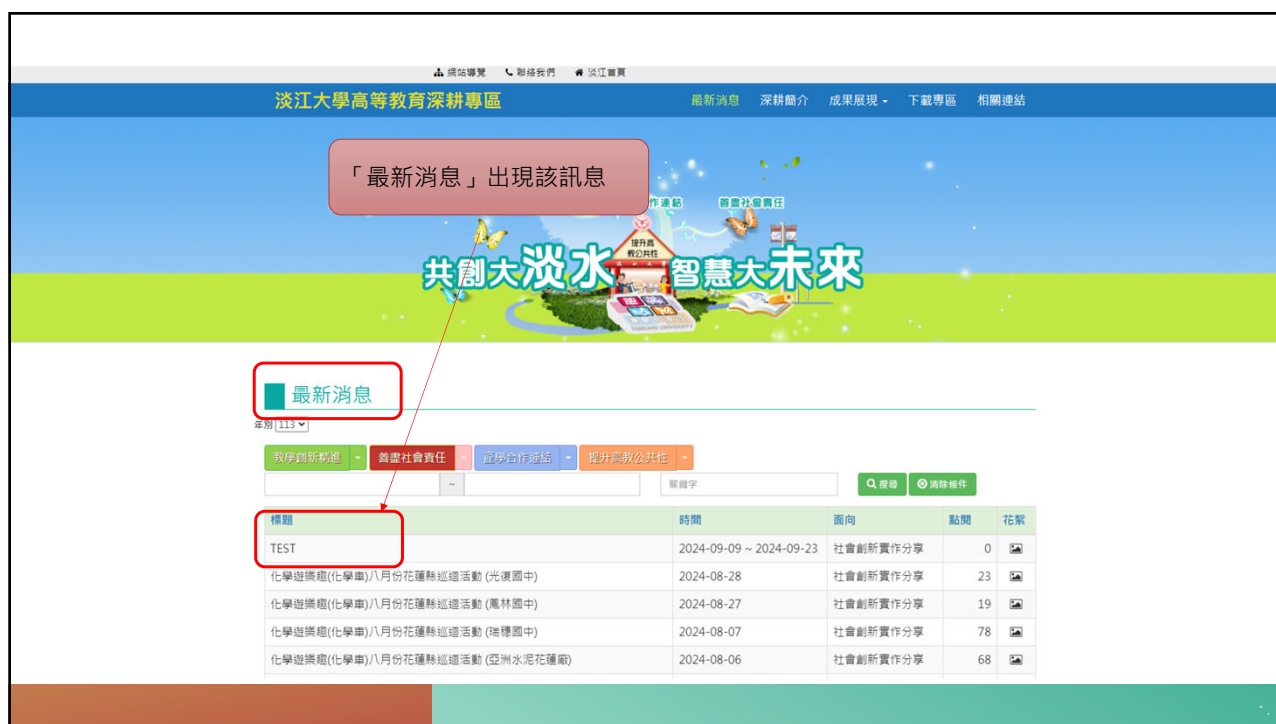 網站導覽 聯絡我們 淡江首頁
淡江大學高等教育深耕專區 最新消息 深耕簡介 成果展現 下載專區 相關連結
「最新消息」出現該訊息
作連結 善盡社會責任
提升高
教公共性
共創大淡水 智慧大未來
TAMKANG UNIVERSITY
最新消息
年別 113
教學創新精進 善盡社會責任 產學合作連結 提升高教公共性
~ 關鍵字 搜尋 清除條件
標題 時間 面向 點閱 花絮
TEST 2024-09-09 ~ 2024-09-23 社會創新實作分享 0
化學遊樂趣(化學車)八月份花蓮縣巡迴活動 (光復國中) 2024-08-28 社會創新實作分享 23
化學遊樂趣(化學車)八月份花蓮縣巡迴活動 (鳳林國中) 2024-08-27 社會創新實作分享 19
化學遊樂趣(化學車)八月份花蓮縣巡迴活動 (瑞穗國中) 2024-08-07 社會創新實作分享 78
化學遊樂趣(化學車)八月份花蓮縣巡迴活動 (亞洲水泥花蓮廠) 2024-08-06 社會創新實作分享 68